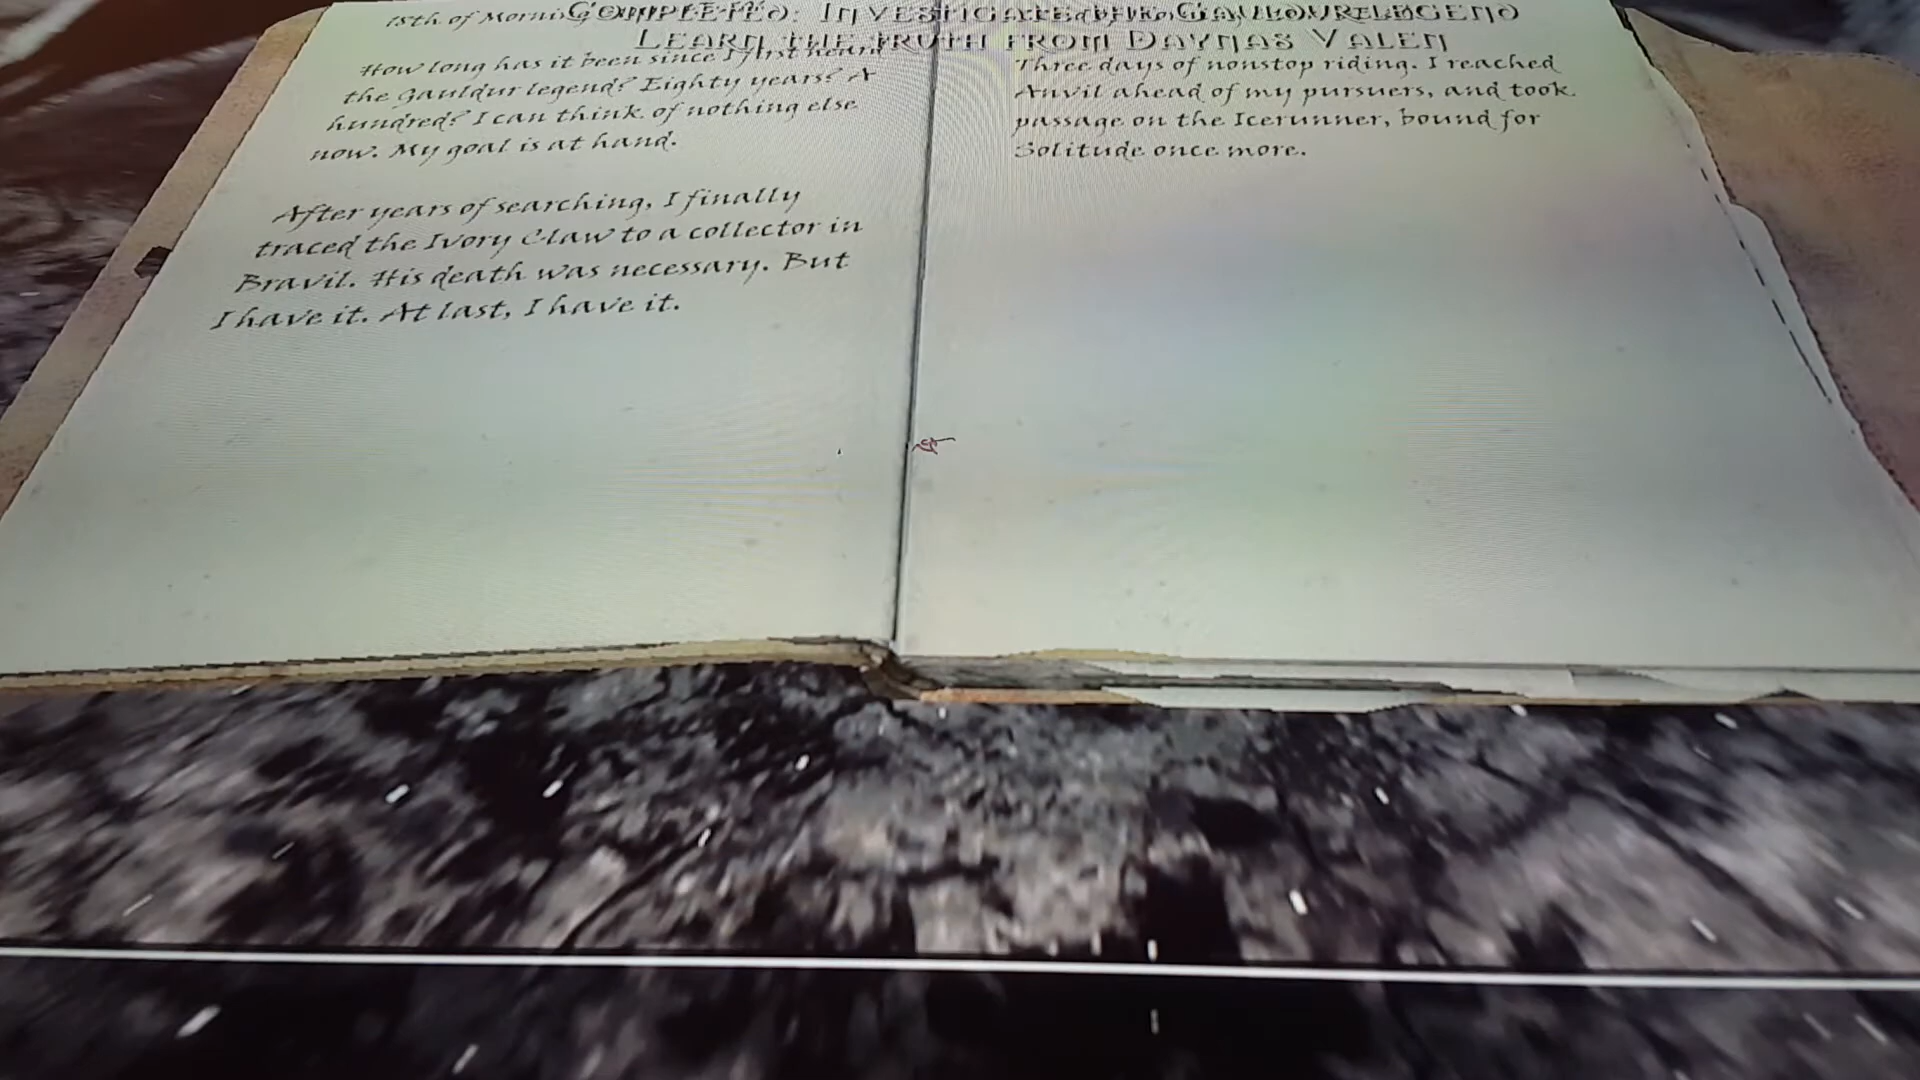 COMPLETED: INVESTIGATE THE GAULDUR LEGEND
LEARN THE TRUTH FROM DAYNAS VALEN
15th of Morning
How long has it been since I first heard
the Gauldur legend? Eighty years? A
hundred? I can think of nothing else
now. My goal is at hand.
After years of searching, I finally
traced the Ivory Claw to a collector in
Bravil. His death was necessary. But
I have it. At last, I have it.
Three days of nonstop riding. I reached
Anvil ahead of my pursuers, and took
passage on the Icerunner, bound for
Solitude once more.